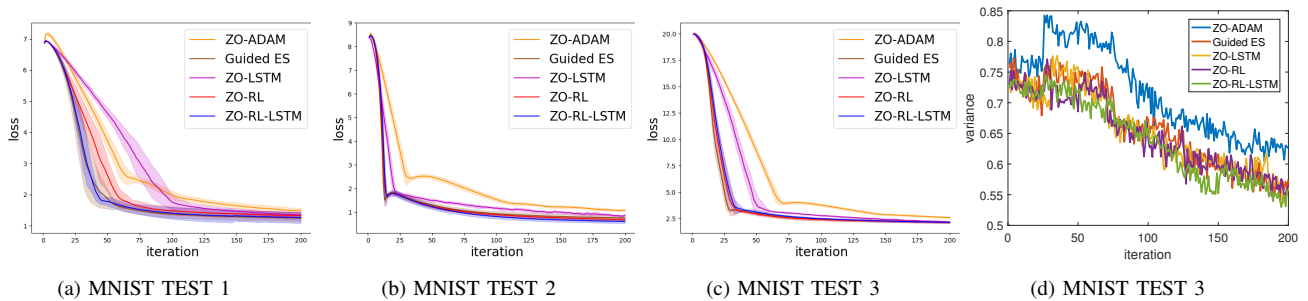 7
6
5
4
3
2
1
0
25
50
75
100
125
150
175
200
loss
iteration
ZO-ADAM
Guided ES
ZO-LSTM
ZO-RL
ZO-RL-LSTM
(a) MNIST TEST 1
9
8
7
6
5
4
3
2
1
0
25
50
75
100
125
150
175
200
loss
iteration
ZO-ADAM
Guided ES
ZO-LSTM
ZO-RL
ZO-RL-LSTM
(b) MNIST TEST 2
20.0
17.5
15.0
12.5
10.0
7.5
5.0
2.5
0
25
50
75
100
125
150
175
200
loss
iteration
ZO-ADAM
Guided ES
ZO-LSTM
ZO-RL
ZO-RL-LSTM
(c) MNIST TEST 3
0.85
0.8
0.75
0.7
0.65
0.6
0.55
0.5
0
50
100
150
200
variance
iteration
ZO-ADAM
Guided ES
ZO-LSTM
ZO-RL
ZO-RL-LSTM
(d) MNIST TEST 3